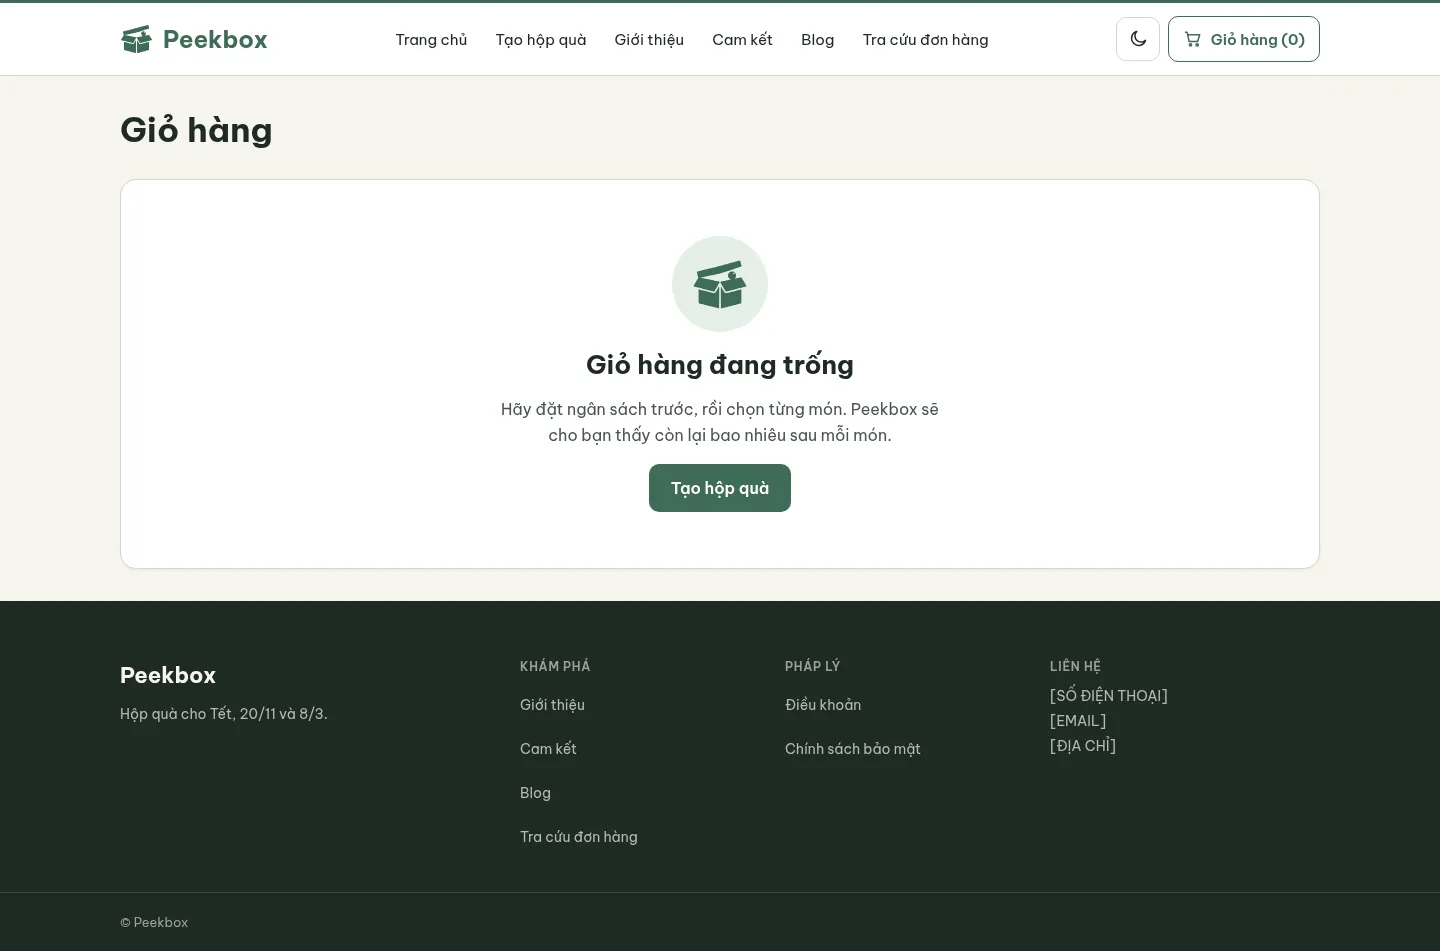 Peekbox
Trang chủ
Tạo hộp quà
Giới thiệu
Cam kết
Blog
Tra cứu đơn hàng
Giỏ hàng (0)
Giỏ hàng
Giỏ hàng đang trống
Hãy đặt ngân sách trước, rồi chọn từng món. Peekbox sẽ
cho bạn thấy còn lại bao nhiêu sau mỗi món.
Tạo hộp quà
Peekbox
Hộp quà cho Tết, 20/11 và 8/3.
KHÁM PHÁ
Giới thiệu
Cam kết
Blog
Tra cứu đơn hàng
PHÁP LÝ
Điều khoản
Chính sách bảo mật
LIÊN HỆ
[SỐ ĐIỆN THOẠI]
[EMAIL]
[ĐỊA CHỈ]
© Peekbox